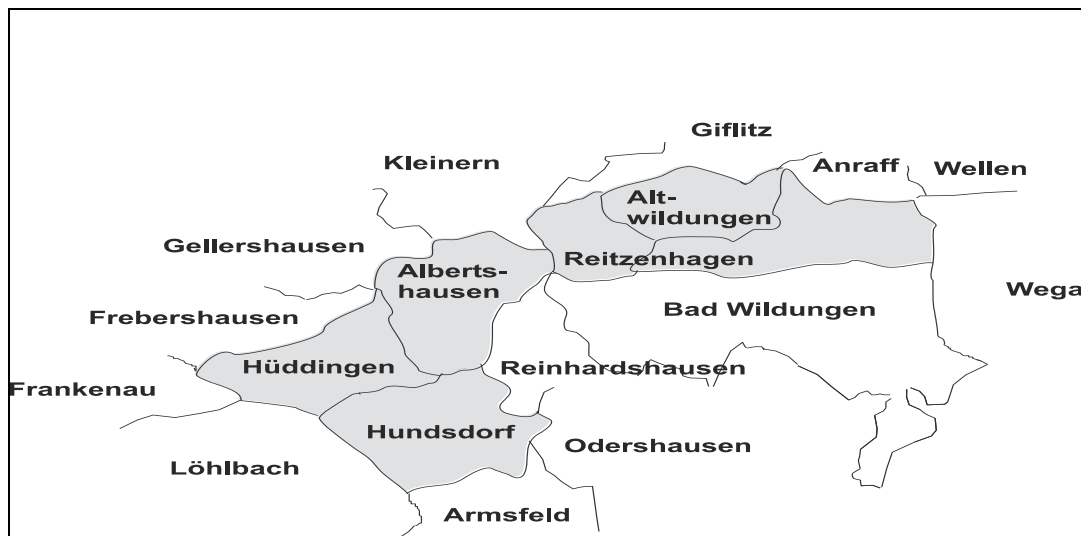 Giflitz
Kleinern
Anraff
Wellen
Alt-
wildungen
Gellershausen
Reitzenhagen
Alberts-
hausen
Wega
Frebershausen
Bad Wildungen
Hüddingen
Reinhardshausen
Frankenau
Hundsdorf
Odershausen
Löhlbach
Armsfeld